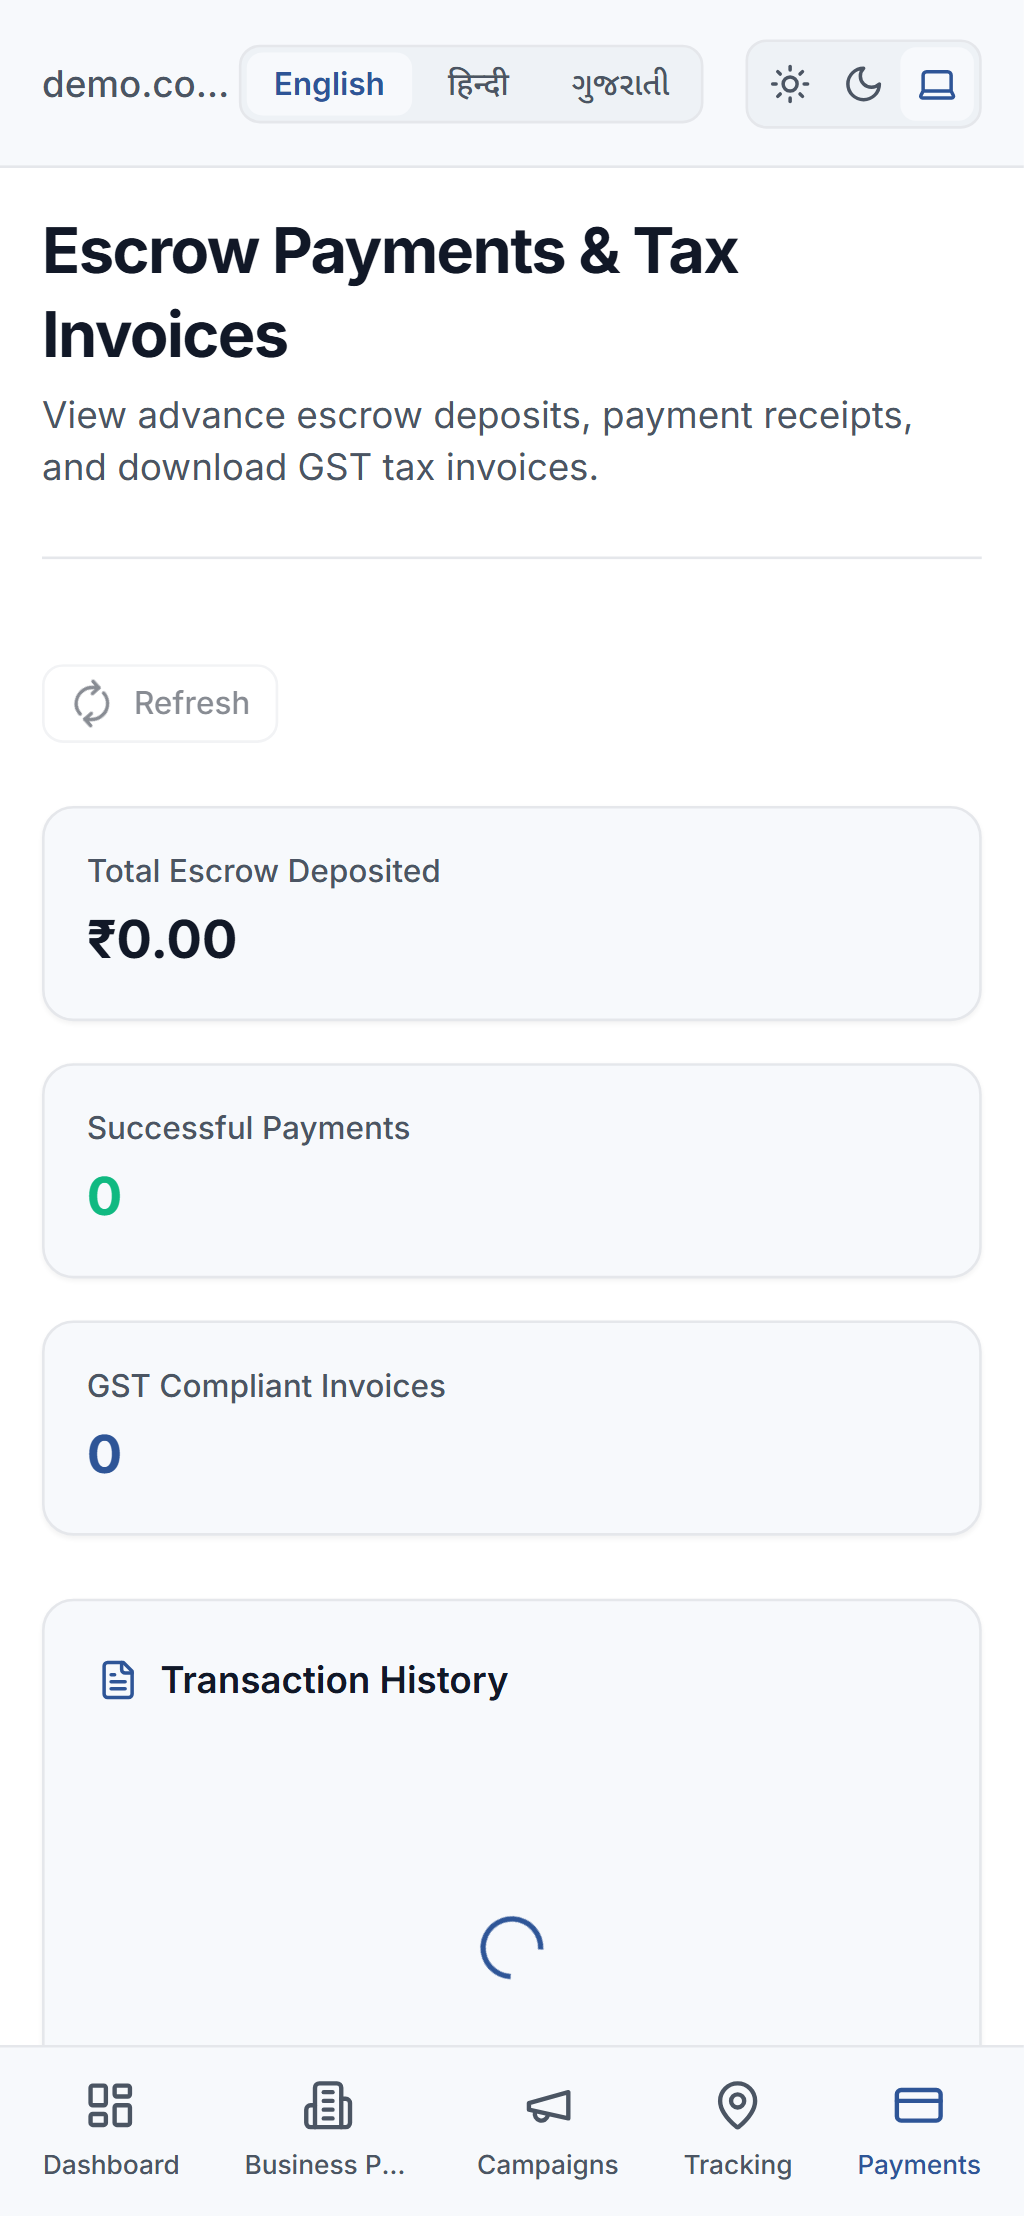 demo.co...
English
हिन्दी
ગુજરાતી
Escrow Payments & Tax
Invoices
View advance escrow deposits, payment receipts,
and download GST tax invoices.
Refresh
Total Escrow Deposited
₹0.00
Successful Payments
0
GST Compliant Invoices
0
Transaction History
Dashboard
Business P...
Campaigns
Tracking
Payments